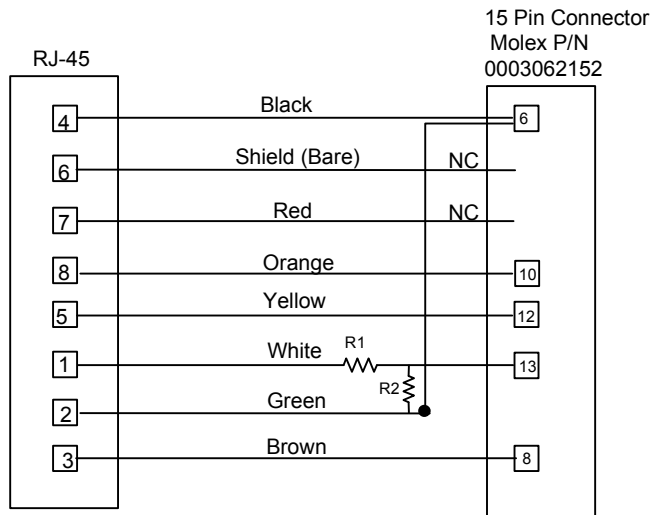 15 Pin Connector
Molex P/N
0003062152
RJ-45
4 Black 6
6 Shield (Bare) NC
7 Red NC
8 Orange 10
5 Yellow 12
1 White R1 13
R2
2 Green
3 Brown 8